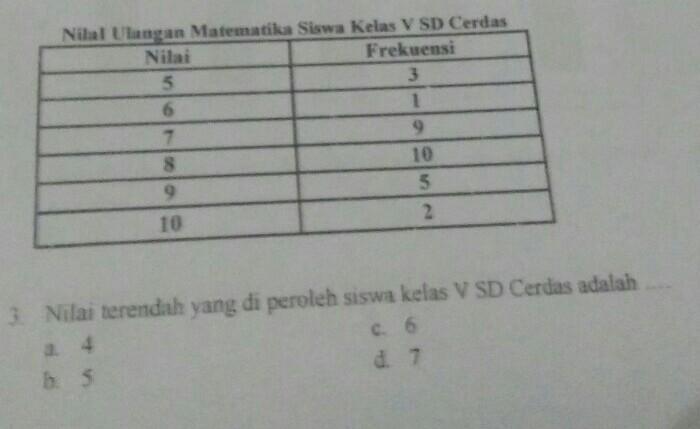 Nilai Ulangan Matematika Siswa Kelas V SD Cerdas
Nilai Frekuensi
5 3
6 1
7 9
8 10
9 5
10 2
3. Nilai terendah yang di peroleh siswa kelas V SD Cerdas adalah ....
a. 4 c. 6
b. 5 d. 7